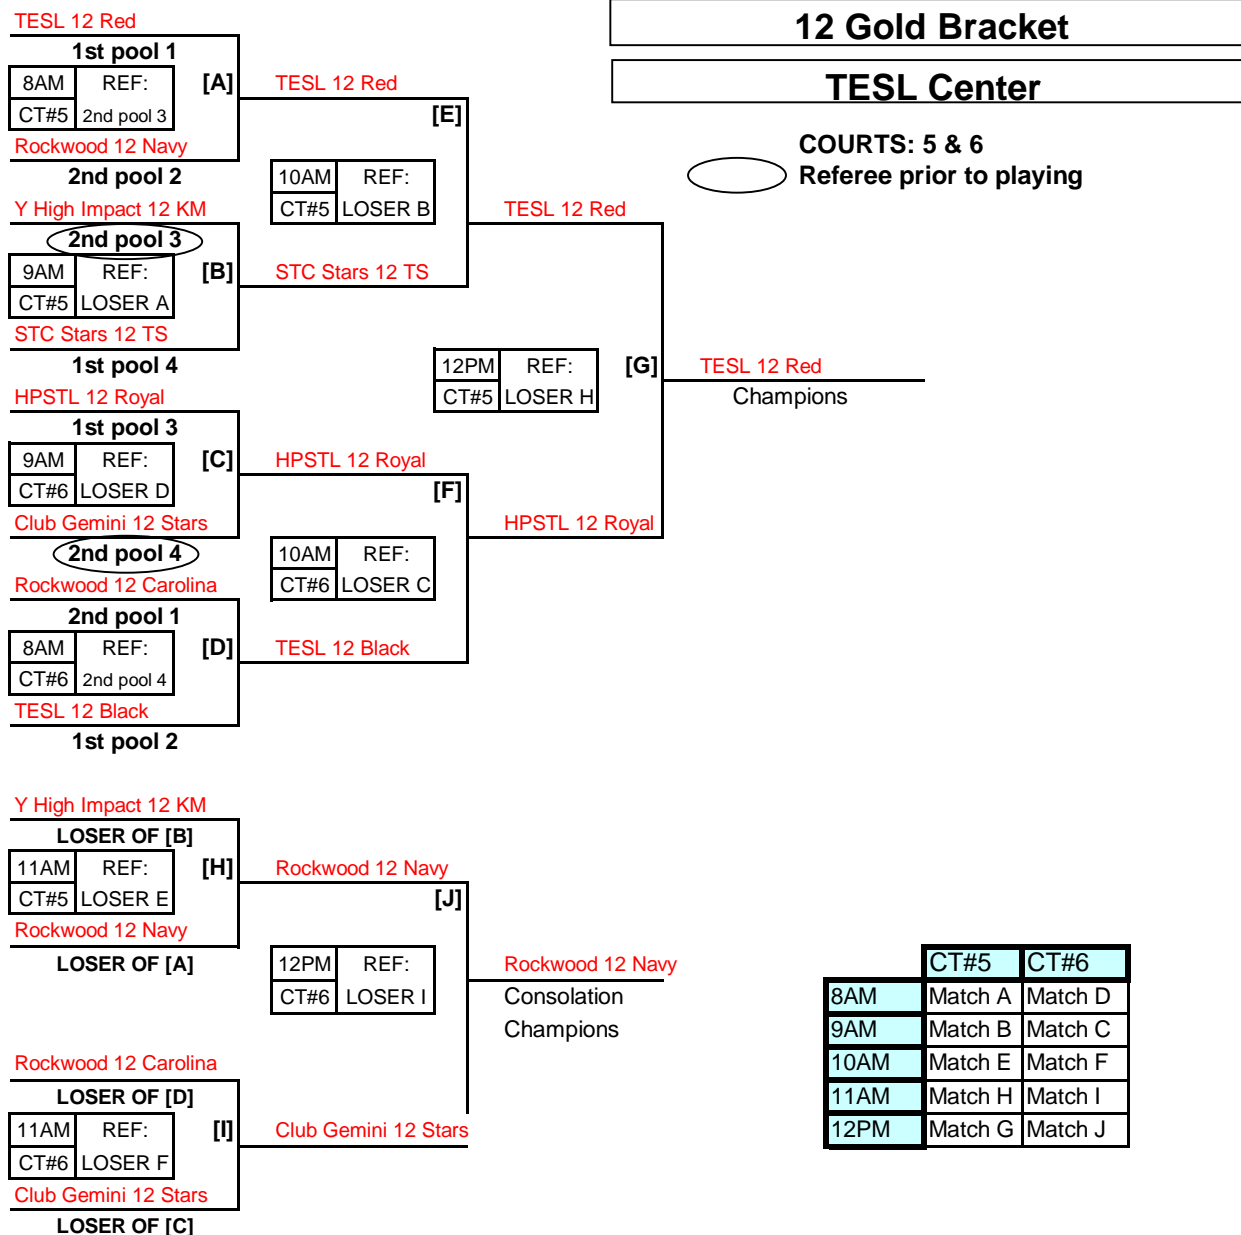 TESL 12 Red
12 Gold Bracket
1st pool 1
8AM REF: [A]
CT#5 2nd pool 3
TESL 12 Red
TESL Center
[E]
Rockwood 12 Navy
2nd pool 2
COURTS: 5 & 6
Referee prior to playing
10AM REF:
CT#5 LOSER B
Y High Impact 12 KM
2nd pool 3
TESL 12 Red
9AM REF: [B]
CT#5 LOSER A
STC Stars 12 TS
STC Stars 12 TS
1st pool 4
12PM REF: [G]
CT#5 LOSER H
TESL 12 Red
Champions
HPSTL 12 Royal
1st pool 3
9AM REF: [C]
CT#6 LOSER D
HPSTL 12 Royal
[F]
Club Gemini 12 Stars
2nd pool 4
HPSTL 12 Royal
10AM REF:
CT#6 LOSER C
Rockwood 12 Carolina
2nd pool 1
8AM REF: [D]
CT#6 2nd pool 4
TESL 12 Black
TESL 12 Black
1st pool 2
Y High Impact 12 KM
LOSER OF [B]
11AM REF: [H]
CT#5 LOSER E
Rockwood 12 Navy
[J]
Rockwood 12 Navy
LOSER OF [A]
12PM REF:
CT#6 LOSER I
Rockwood 12 Navy
Consolation
Champions
CT#5 CT#6
8AM Match A Match D
9AM Match B Match C
10AM Match E Match F
11AM Match H Match I
12PM Match G Match J
Rockwood 12 Carolina
LOSER OF [D]
11AM REF: [I]
CT#6 LOSER F
Club Gemini 12 Stars
Club Gemini 12 Stars
LOSER OF [C]